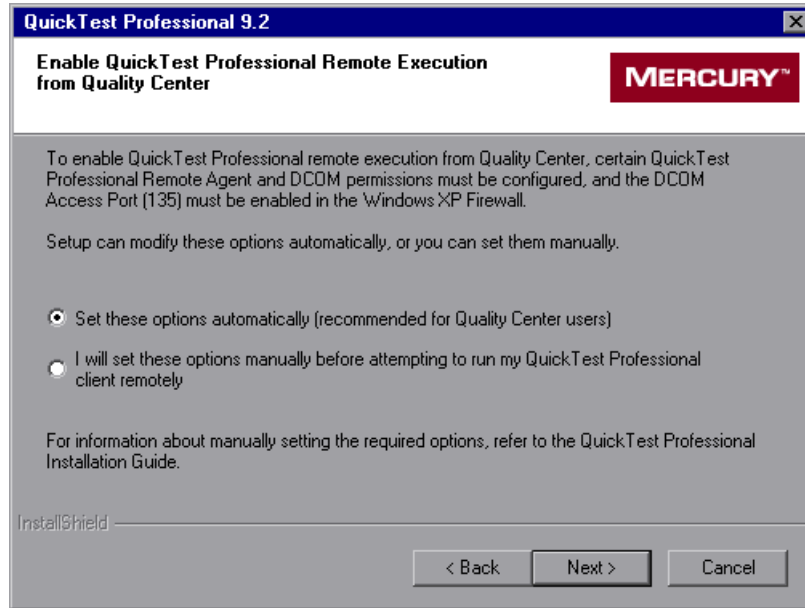 QuickTest Professional 9.2
Enable QuickTest Professional Remote Execution
from Quality Center
MERCURY™
To enable QuickTest Professional remote execution from Quality Center, certain QuickTest
Professional Remote Agent and DCOM permissions must be configured, and the DCOM
Access Port (135) must be enabled in the Windows XP Firewall.
Setup can modify these options automatically, or you can set them manually.
Set these options automatically (recommended for Quality Center users)
I will set these options manually before attempting to run my QuickTest Professional
client remotely
For information about manually setting the required options, refer to the QuickTest Professional
Installation Guide.
InstallShield
< Back
Next >
Cancel